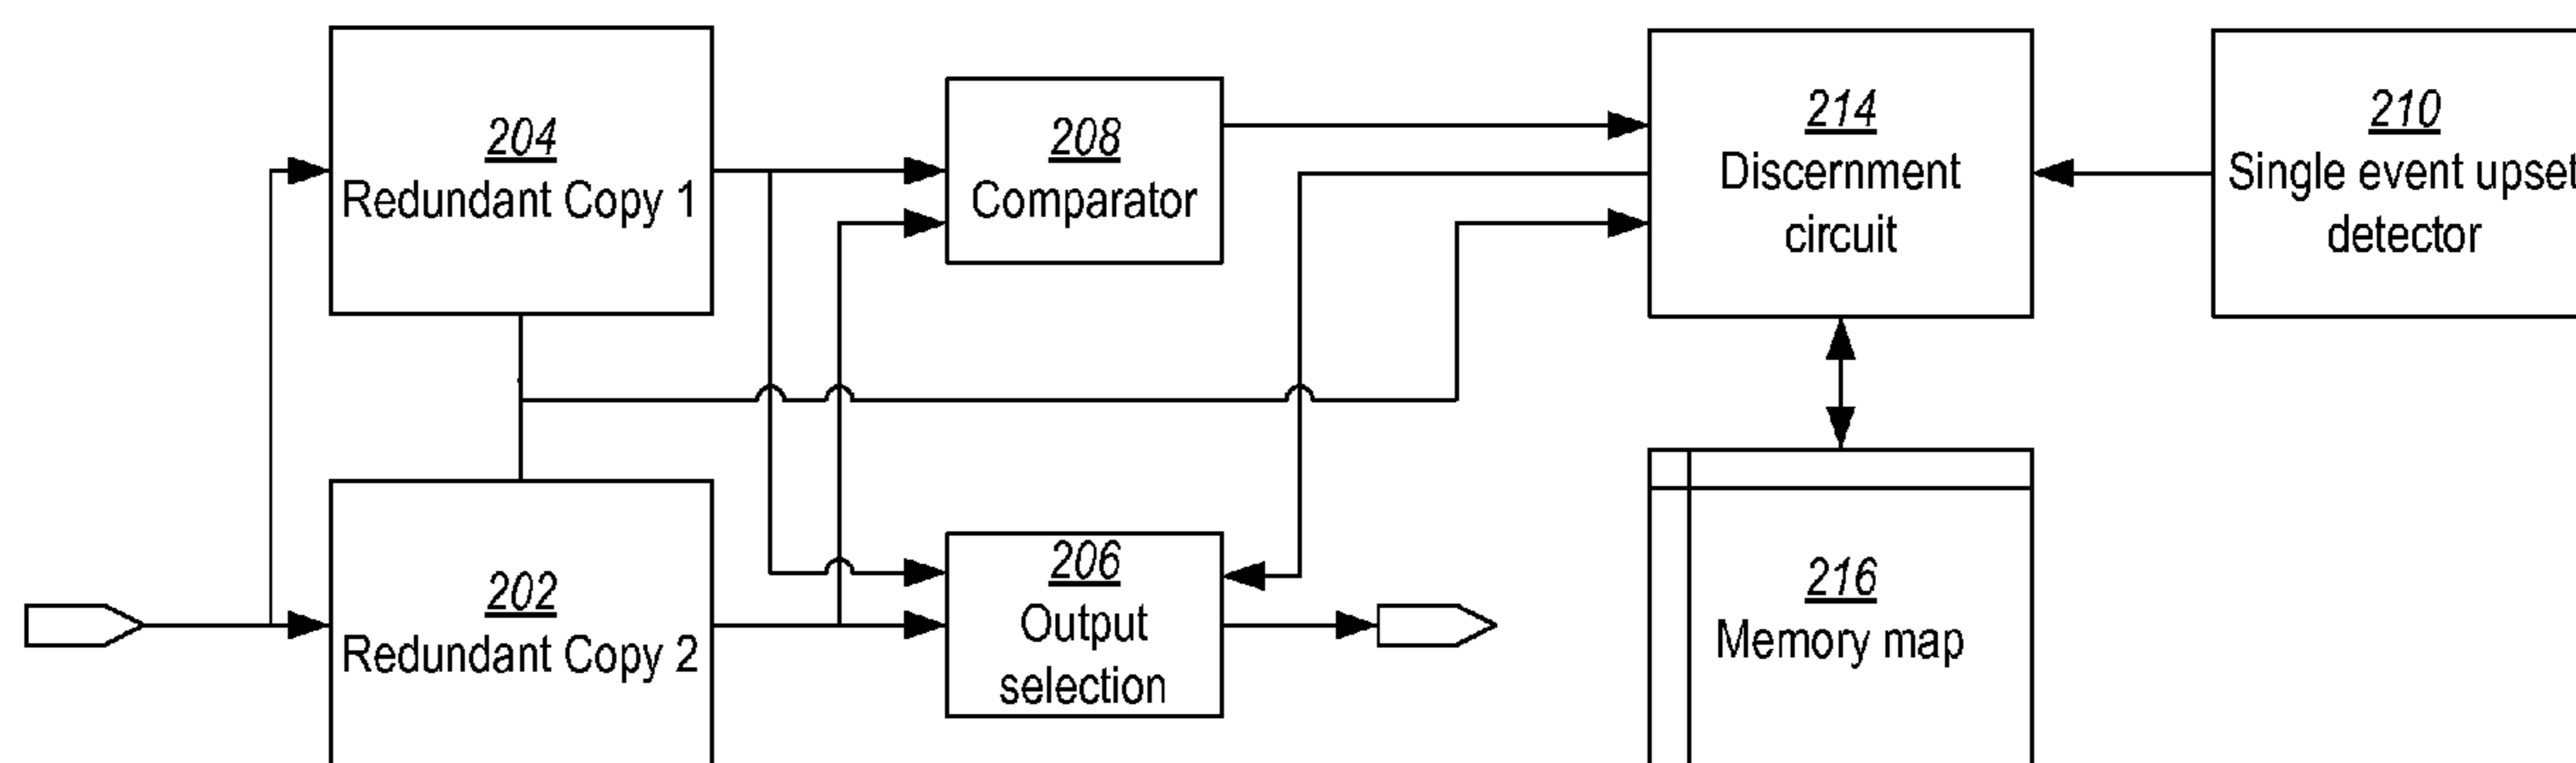 204
Redundant Copy 1
208
Comparator
214
Discernment
circuit
210
Single event upset
detector
202
Redundant Copy 2
206
Output
selection
216
Memory map